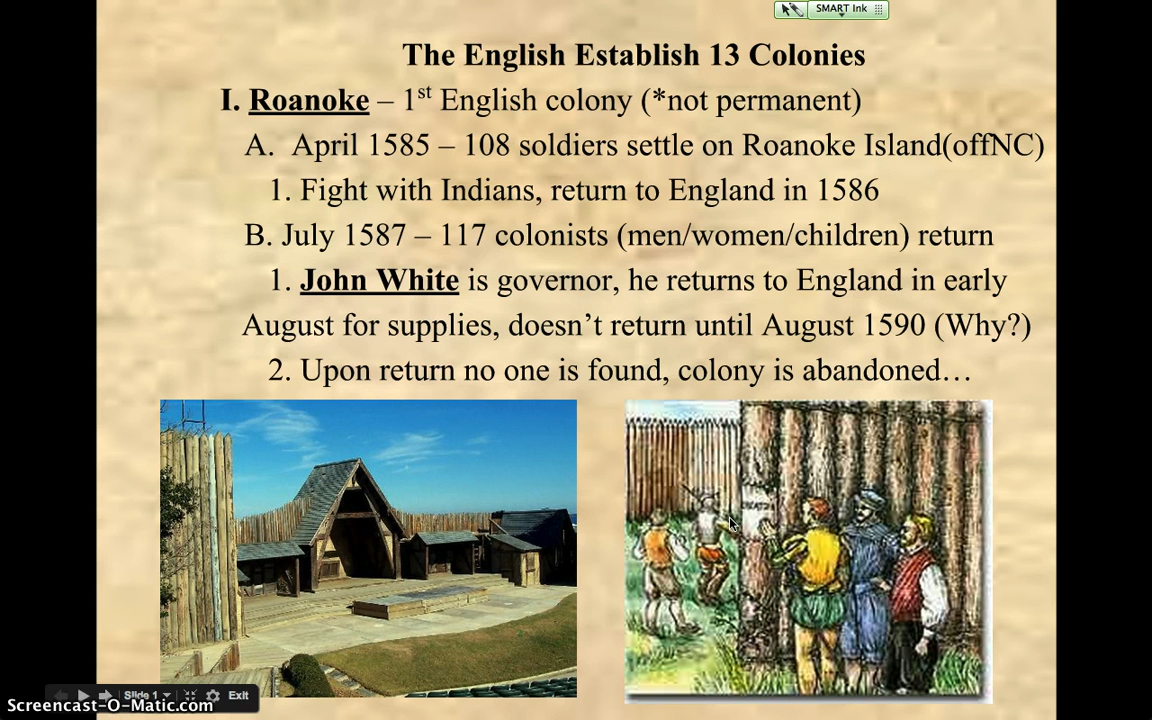 SMART Ink
The English Establish 13 Colonies
I. Roanoke – 1st English colony (*not permanent)
A. April 1585 – 108 soldiers settle on Roanoke Island(offNC)
1. Fight with Indians, return to England in 1586
B. July 1587 – 117 colonists (men/women/children) return
1. John White is governor, he returns to England in early
August for supplies, doesn't return until August 1590 (Why?)
2. Upon return no one is found, colony is abandoned…
Slide 1 Exit
Screencast-O-Matic.com